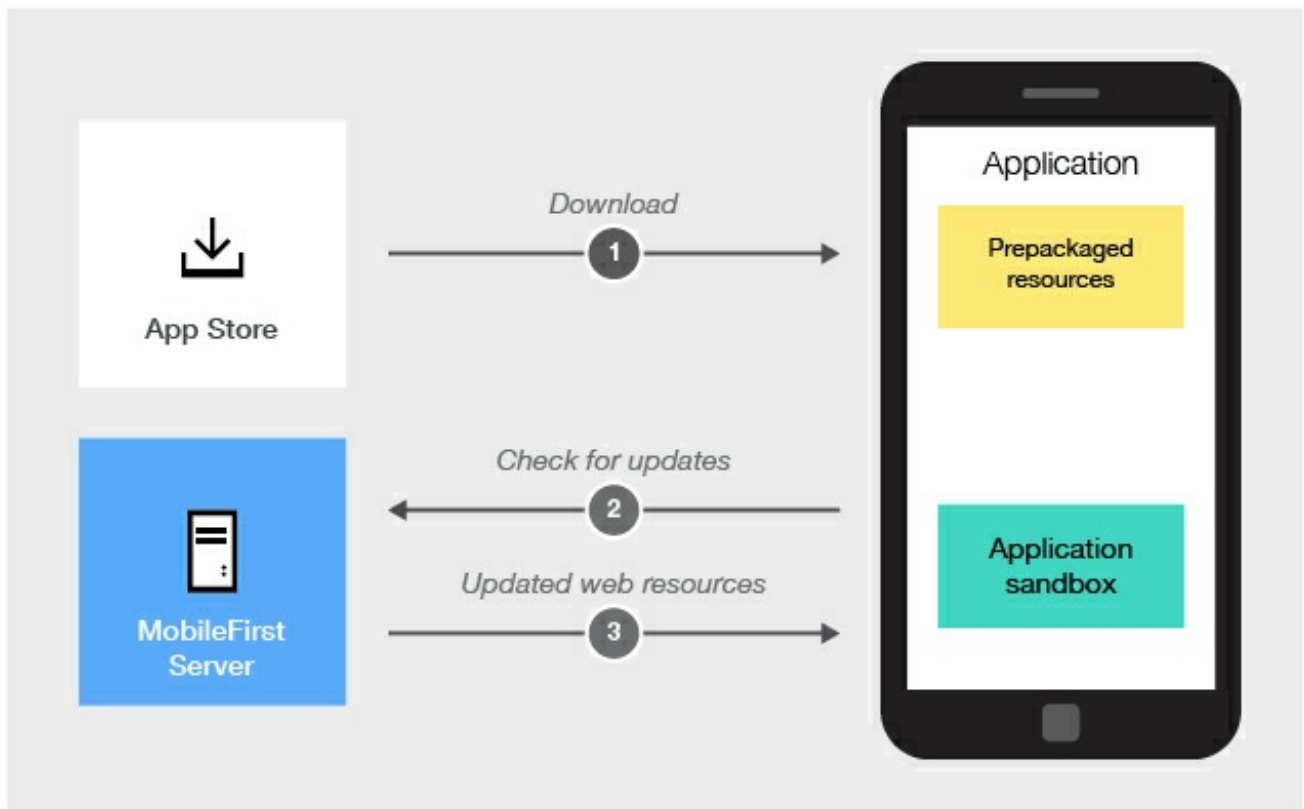 App Store
Download
1
Application
Prepackaged
resources
MobileFirst
Server
Check for updates
2
Updated web resources
3
Application
sandbox